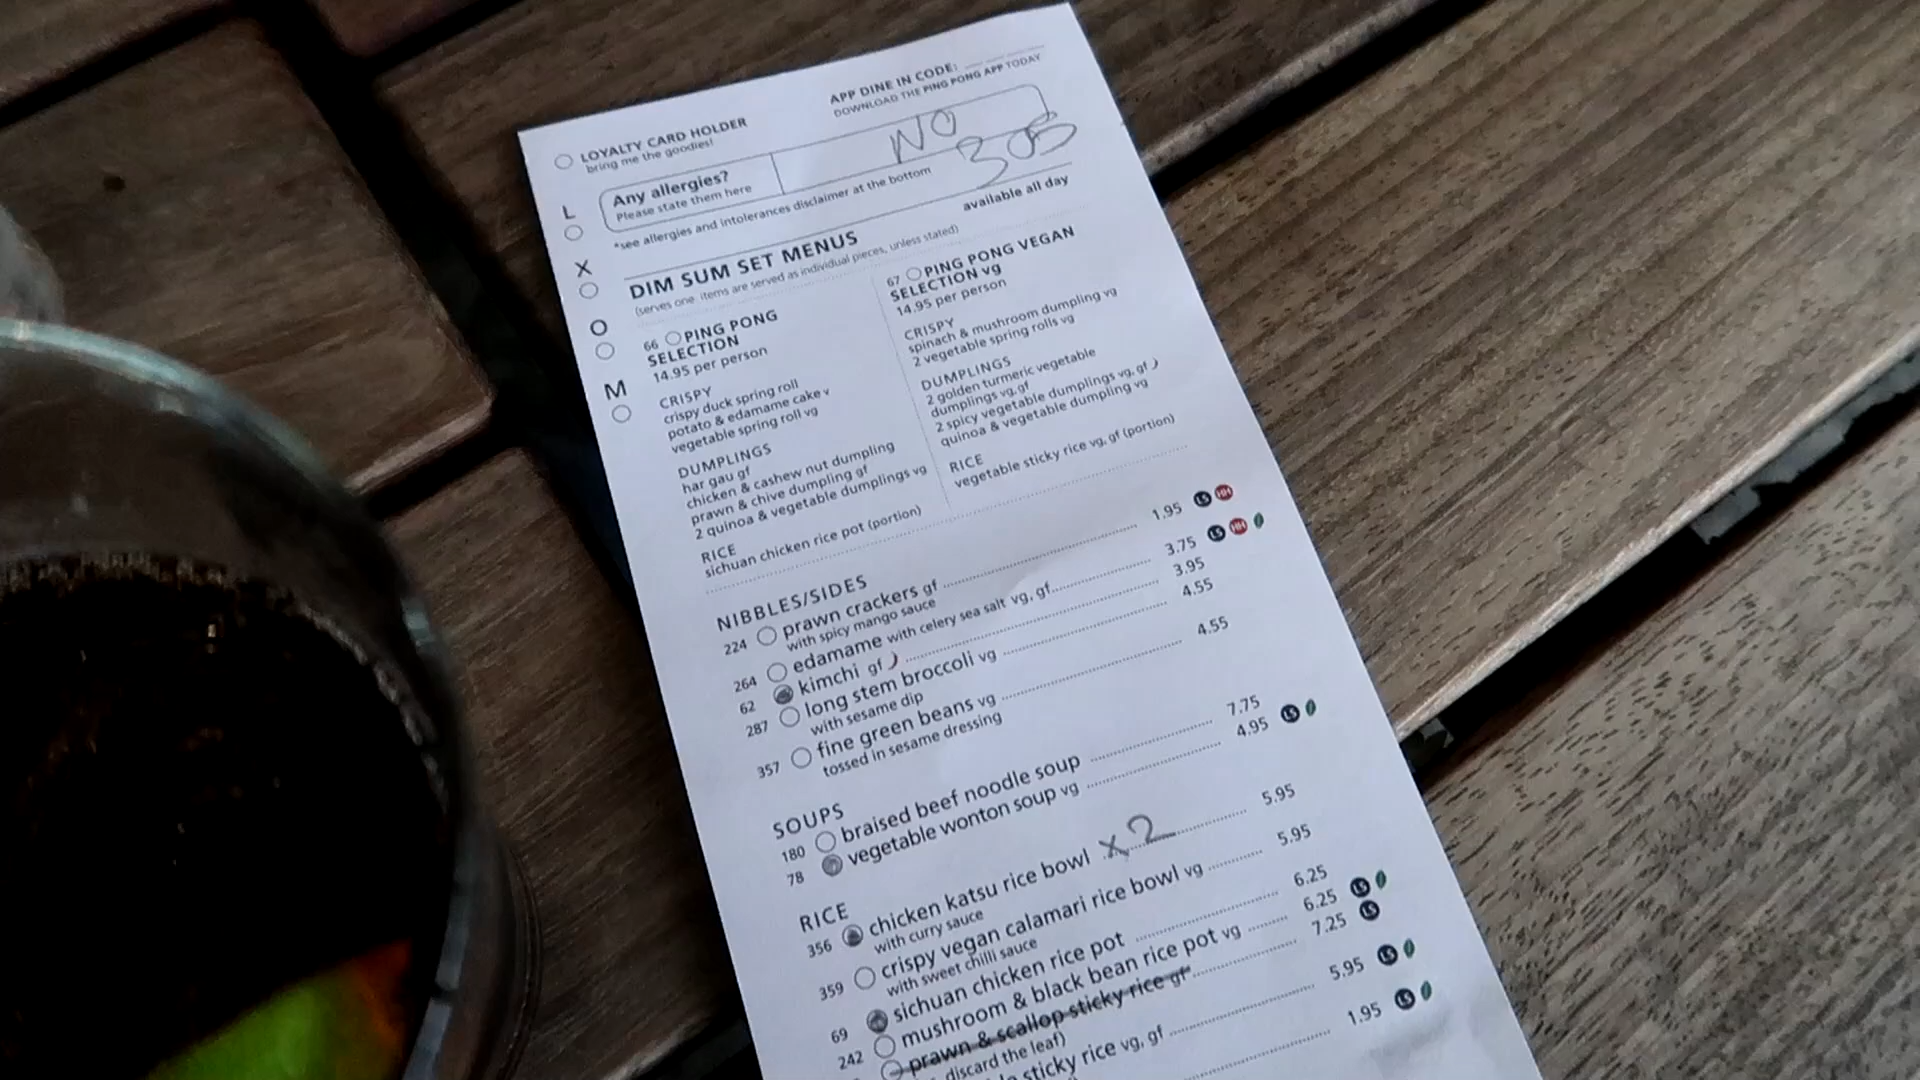 APP DINE IN CODE:
DOWNLOAD THE PING PONG APP TODAY
LOYALTY CARD HOLDER
bring me the goodies!
Any allergies?
Please state them here
NO
305
*see allergies and intolerances disclaimer at the bottom
L
X
O
M
DIM SUM SET MENUS
available all day
(serves one. items are served as individual pieces, unless stated)
66 PING PONG
SELECTION
14.95 per person
CRISPY
crispy duck spring roll
potato & edamame cake v
vegetable spring roll vg
DUMPLINGS
har gau gf
chicken & cashew nut dumpling
prawn & chive dumpling gf
2 quinoa & vegetable dumplings vg
RICE
sichuan chicken rice pot (portion)
67 PING PONG VEGAN
SELECTION vg
14.95 per person
CRISPY
spinach & mushroom dumpling vg
2 vegetable spring rolls vg
DUMPLINGS
2 golden turmeric vegetable
dumplings vg, gf
2 spicy vegetable dumplings vg, gf
quinoa & vegetable dumpling vg
RICE
vegetable sticky rice vg, gf (portion)
NIBBLES/SIDES
224 prawn crackers gf 1.95 LS HH
with spicy mango sauce
264 edamame with celery sea salt vg, gf 3.75 LS HH
62 kimchi gf 3.95
287 long stem broccoli vg 4.55
with sesame dip
357 fine green beans vg 4.55
tossed in sesame dressing
SOUPS
180 braised beef noodle soup 7.75
78 vegetable wonton soup vg 4.95 LS
RICE
356 chicken katsu rice bowl x 2 5.95
with curry sauce
359 crispy vegan calamari rice bowl vg 5.95
with sweet chilli sauce
69 sichuan chicken rice pot 6.25
242 mushroom & black bean rice pot vg 6.25 LS
prawn & scallop sticky rice gf 7.25 LS
discard the leaf)
sticky rice vg, gf 5.95 LS
1.95 LS